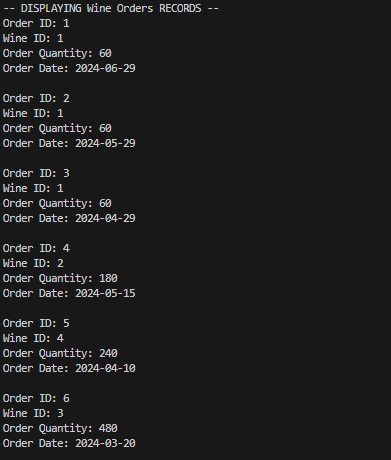 -- DISPLAYING Wine Orders RECORDS --
Order ID: 1
Wine ID: 1
Order Quantity: 60
Order Date: 2024-06-29
Order ID: 2
Wine ID: 1
Order Quantity: 60
Order Date: 2024-05-29
Order ID: 3
Wine ID: 1
Order Quantity: 60
Order Date: 2024-04-29
Order ID: 4
Wine ID: 2
Order Quantity: 180
Order Date: 2024-05-15
Order ID: 5
Wine ID: 4
Order Quantity: 240
Order Date: 2024-04-10
Order ID: 6
Wine ID: 3
Order Quantity: 480
Order Date: 2024-03-20